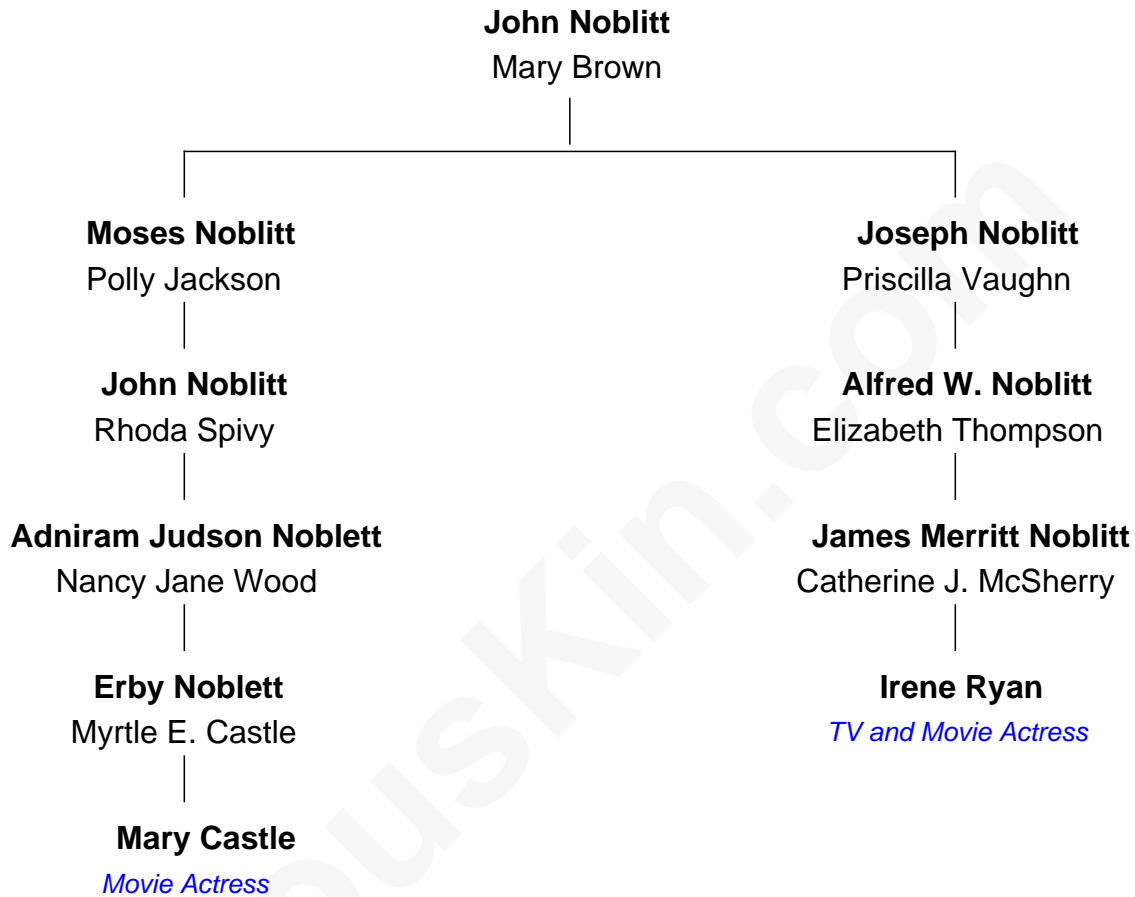 John Noblitt
Mary Brown
Moses Noblitt
Polly Jackson
Joseph Noblitt
Priscilla Vaughn
John Noblitt
Rhoda Spivy
Alfred W. Noblitt
Elizabeth Thompson
Adniram Judson Noblett
Nancy Jane Wood
James Merritt Noblitt
Catherine J. McSherry
Erby Noblett
Myrtle E. Castle
Irene Ryan
TV and Movie Actress
Mary Castle
Movie Actress
ousKin.com